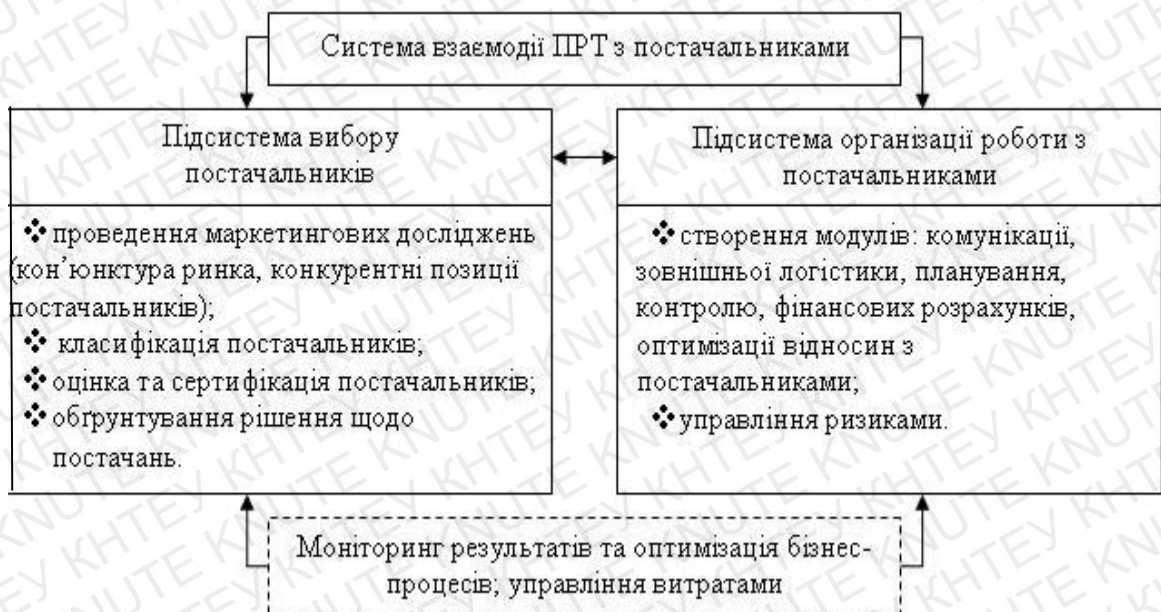 Система взаємодії ПРТ з постачальниками
Підсистема вибору
постачальників
❖ проведення маркетингових досліджень
(кон’юнктура ринка, конкурентні позиції
постачальників);
❖ класифікація постачальників;
❖ оцінка та сертифікація постачальників;
❖ обґрунтування рішення щодо
постачань.
Підсистема організації роботи з
постачальниками
❖ створення модулів: комунікації,
зовнішньої логістики, планування,
контролю, фінансових розрахунків,
оптимізації відносин з
постачальниками;
❖ управління ризиками.
Моніторинг результатів та оптимізація бізнес-
процесів; управління витратами